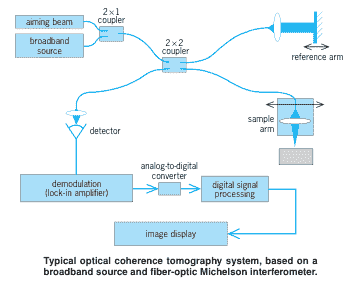 aiming beam
broadband
source
2×1
coupler
2×2
coupler
reference arm
sample
arm
detector
analog-to-digital
converter
demodulation
(lock-in amplifier)
digital signal
processing
image display
Typical optical coherence tomography system, based on a
broadband source and fiber-optic Michelson interferometer.